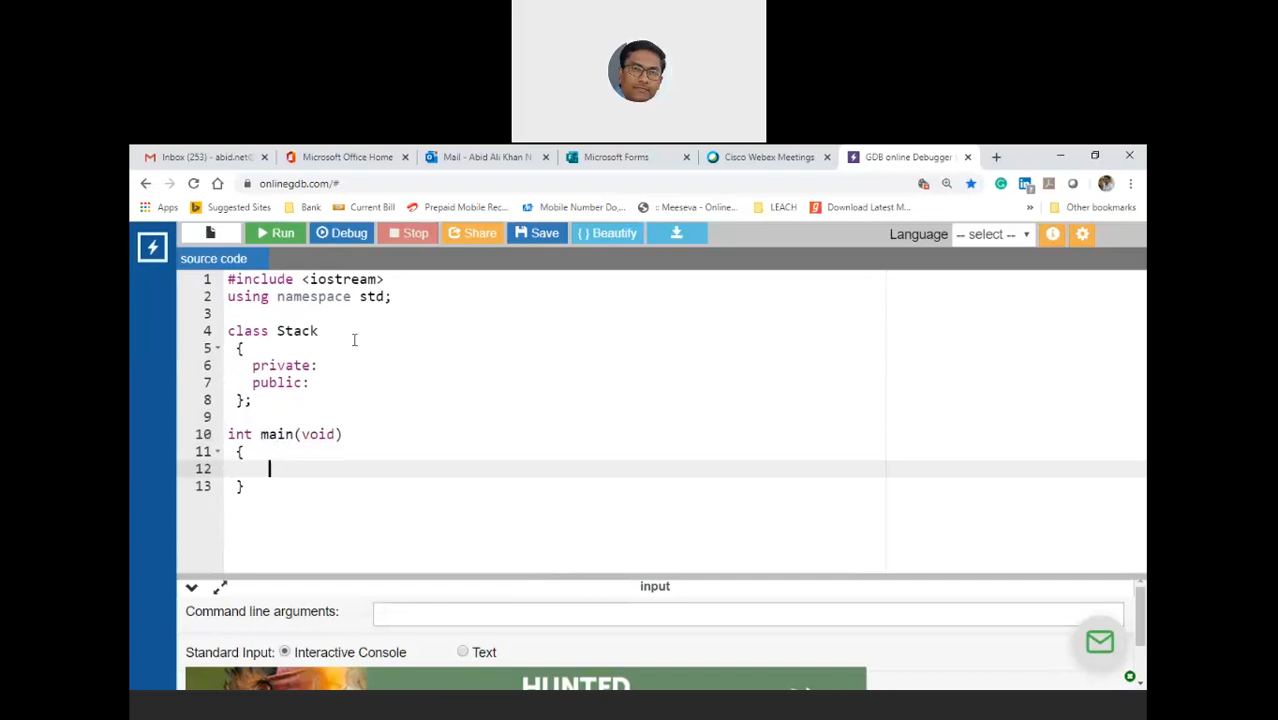 Inbox (253) - abid.net@
Microsoft Office Home
Mail - Abid Ali Khan N
Microsoft Forms
Cisco Webex Meetings
GDB online Debugger |
onlinegdb.com/#
Apps
Suggested Sites
Bank
Current Bill
Prepaid Mobile Rec...
Mobile Number Do,...
:: Meeseva - Online...
LEACH
Download Latest M...
»
Other bookmarks
Run
Debug
Stop
Share
Save
{ } Beautify
Language
-- select --
source code
1 #include <iostream>
2 using namespace std;
3
4 class Stack
5 {
6 private:
7 public:
8 };
9
10 int main(void)
11 {
12
13 }
input
Command line arguments:
Standard Input:
Interactive Console
Text
HUNTED